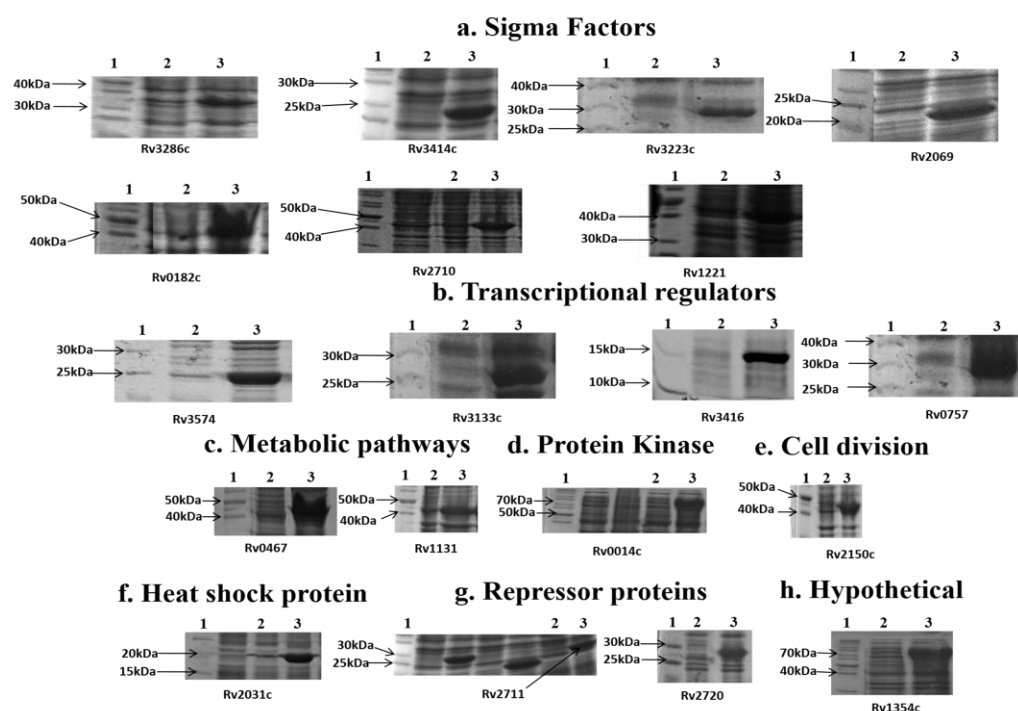 a. Sigma Factors
1 2 3
40kDa
30kDa
Rv3286c
1 2 3
30kDa
25kDa
Rv3414c
1 2 3
40kDa
30kDa
25kDa
Rv3223c
1 2 3
25kDa
20kDa
Rv2069
1 2 3
50kDa
40kDa
Rv0182c
1 2 3
50kDa
40kDa
Rv2710
1 2 3
40kDa
30kDa
Rv1221
b. Transcriptional regulators
1 2 3
30kDa
25kDa
Rv3574
1 2 3
30kDa
25kDa
Rv3133c
1 2 3
15kDa
10kDa
Rv3416
1 2 3
40kDa
30kDa
25kDa
Rv0757
c. Metabolic pathways
1 2 3
50kDa
40kDa
Rv0467
1 2 3
50kDa
40kDa
Rv1131
d. Protein Kinase
1 2 3
70kDa
50kDa
Rv0014c
e. Cell division
1 2 3
50kDa
40kDa
Rv2150c
f. Heat shock protein
1 2 3
20kDa
15kDa
Rv2031c
g. Repressor proteins
1 2 3
30kDa
25kDa
Rv2711
1 2 3
30kDa
25kDa
Rv2720
h. Hypothetical
1 2 3
70kDa
40kDa
Rv1354c